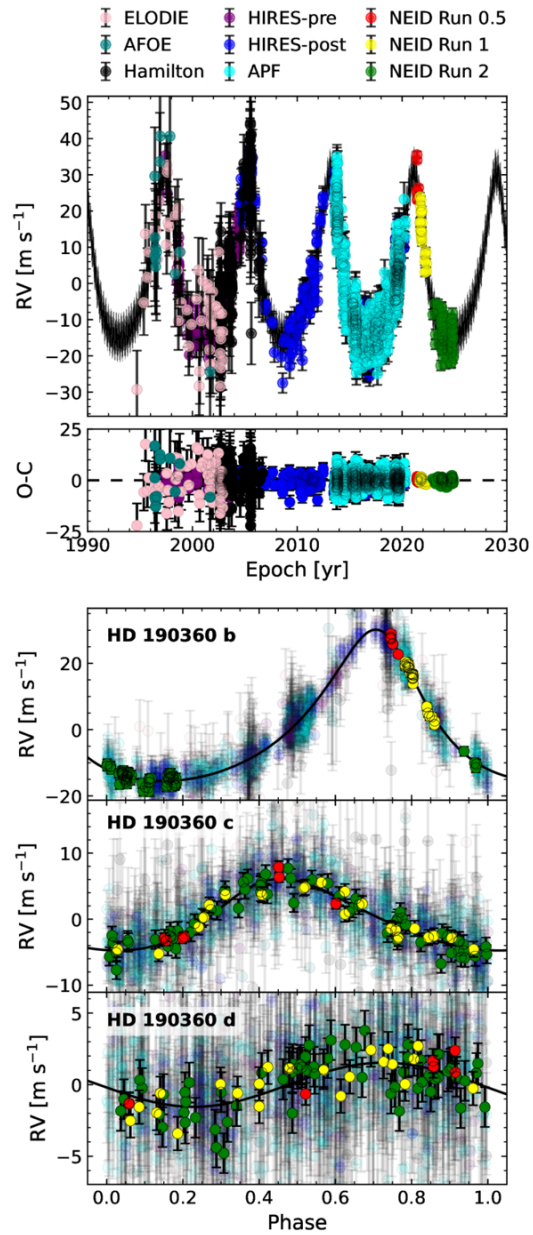 ELODIE HIRES-pre NEID Run 0.5
AFOE HIRES-post NEID Run 1
Hamilton APF NEID Run 2
50
40
30
20
10
0
−10
−20
−30
RV [m s⁻¹]
25
0
−25
O-C
1990 2000 2010 2020 2030
Epoch [yr]
HD 190360 b
20
0
−20
RV [m s⁻¹]
HD 190360 c
10
0
−10
RV [m s⁻¹]
HD 190360 d
5
0
−5
RV [m s⁻¹]
0.0 0.2 0.4 0.6 0.8 1.0
Phase